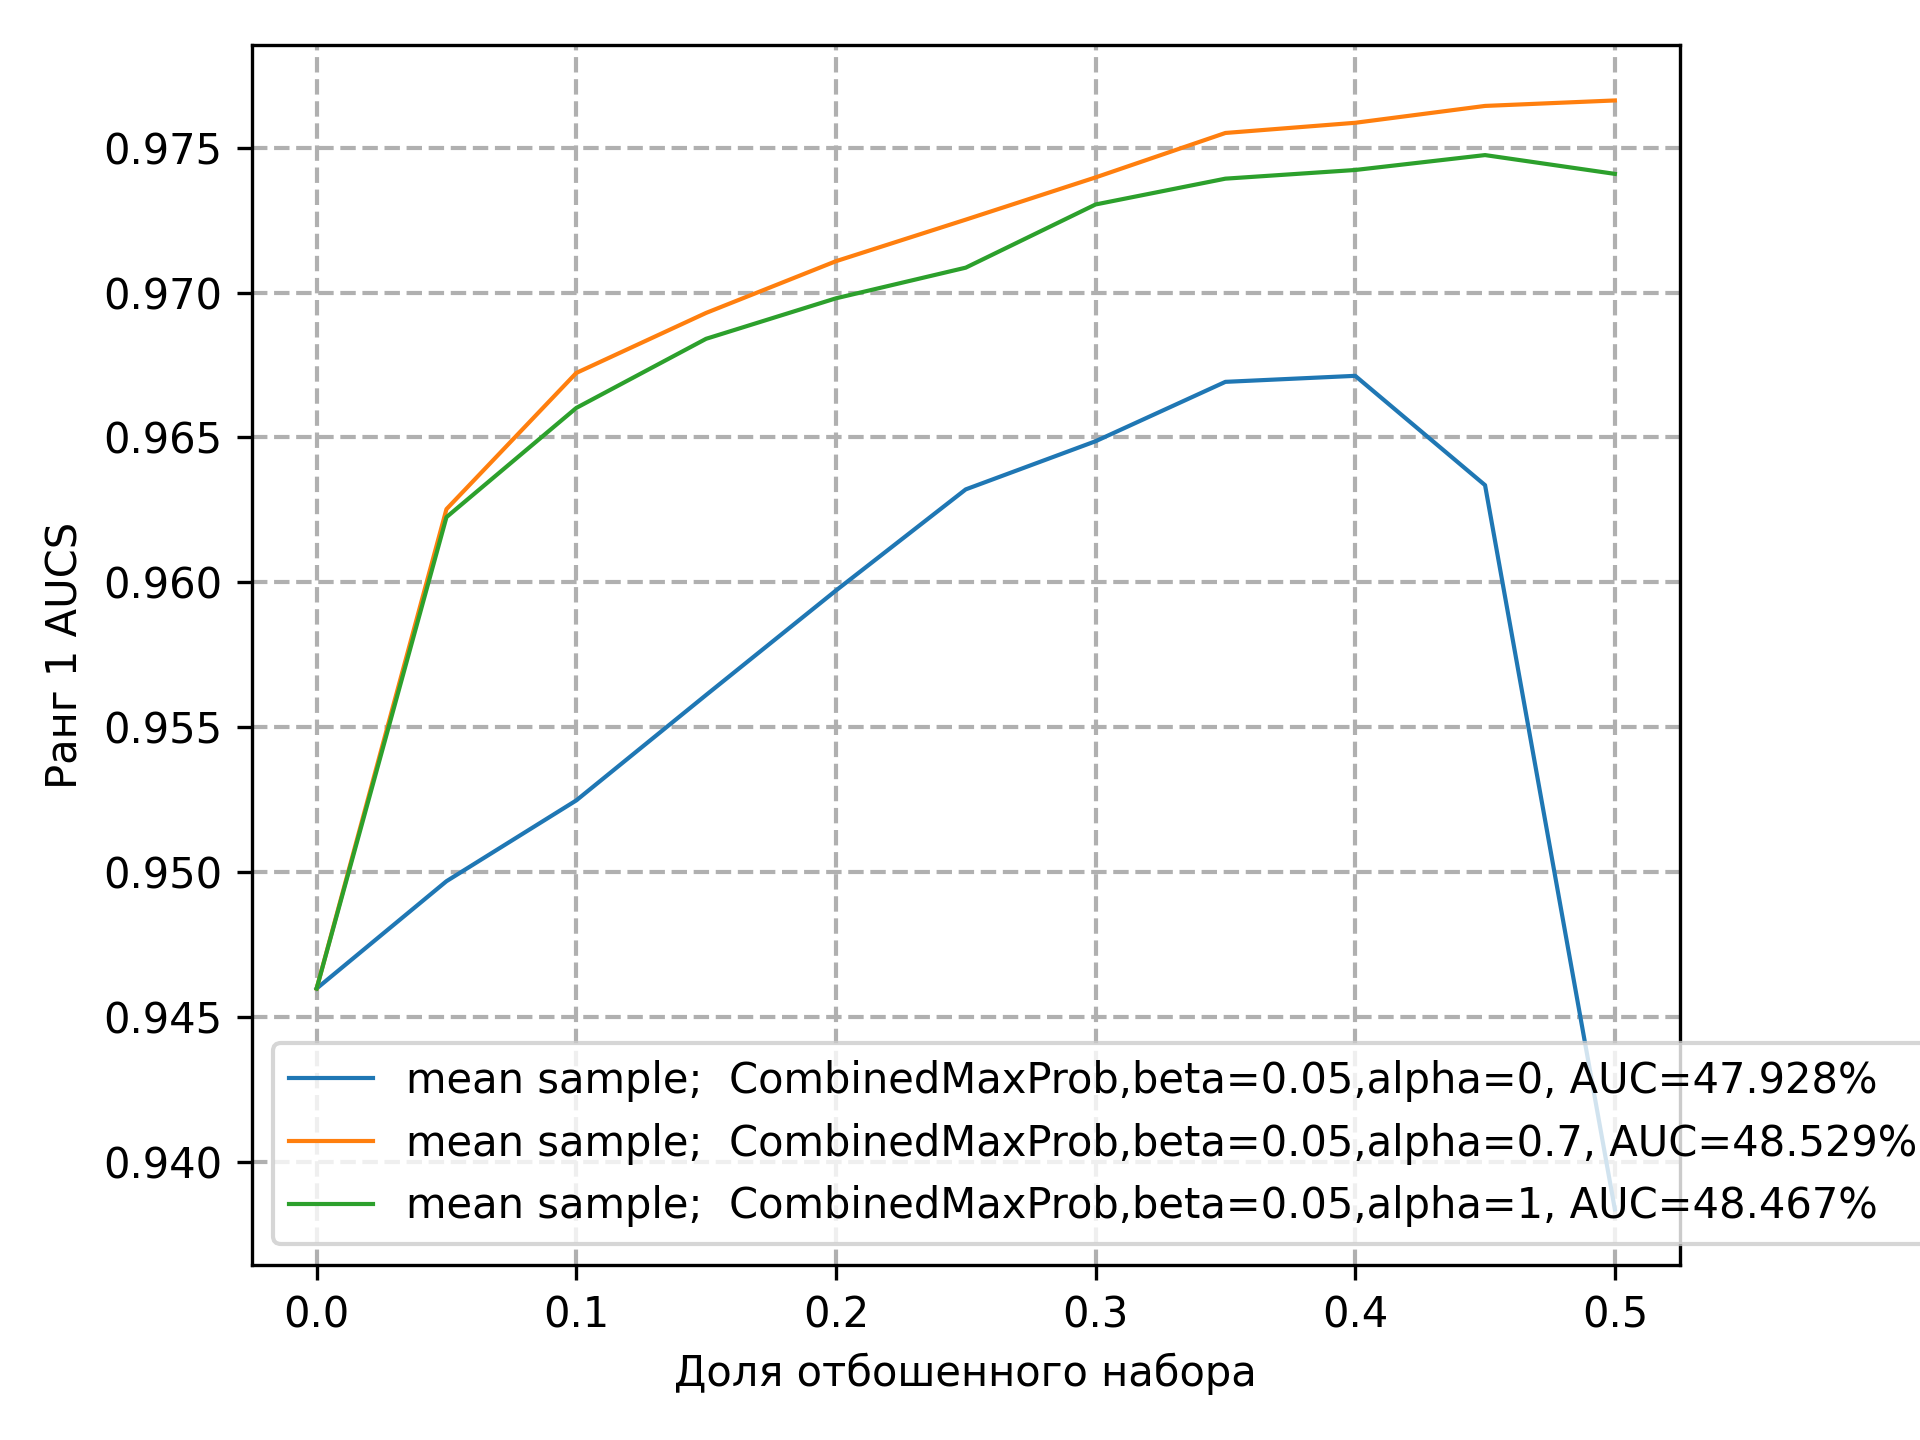 0.975
0.970
0.965
0.960
0.955
0.950
0.945
0.940
Ранг 1 AUCS
mean sample;  CombinedMaxProb,beta=0.05,alpha=0, AUC=47.928%
mean sample;  CombinedMaxProb,beta=0.05,alpha=0.7, AUC=48.529%
mean sample;  CombinedMaxProb,beta=0.05,alpha=1, AUC=48.467%
0.0 0.1 0.2 0.3 0.4 0.5
Доля отбошенного набора